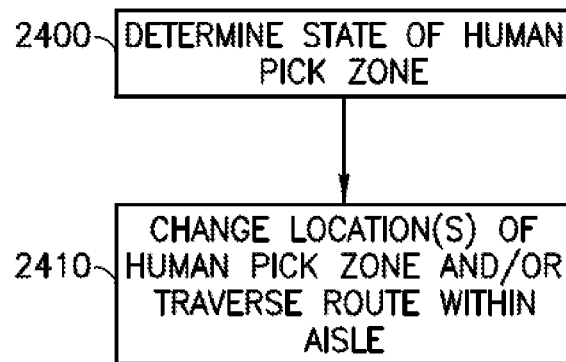 2400 DETERMINE STATE OF HUMAN
PICK ZONE
CHANGE LOCATION(S) OF
2410 HUMAN PICK ZONE AND/OR
TRAVERSE ROUTE WITHIN
AISLE